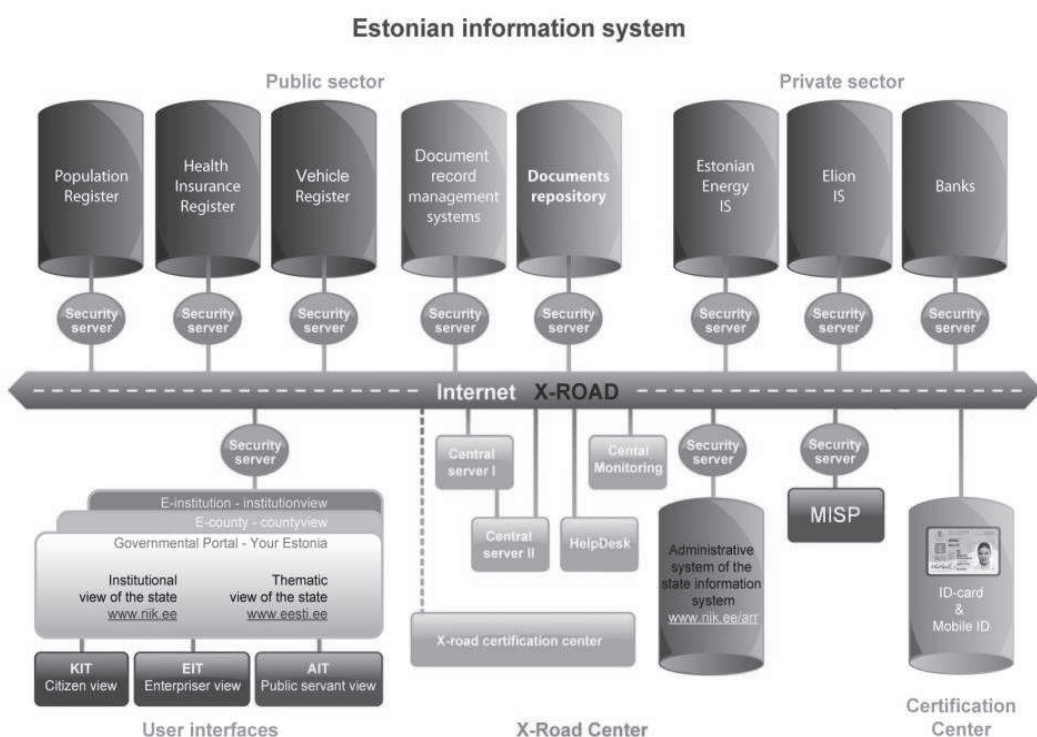 Estonian information system
Public sector
Private sector
Population
Register
Health
Insurance
Register
Vehicle
Register
Document
record
management
systems
Documents
repository
Estonian
Energy
IS
Elion
IS
Banks
Security
server
Security
server
Security
server
Security
server
Security
server
Security
server
Security
server
Security
server
Internet X-ROAD
Security
server
Central
server I
Cental
Monitoring
Security
server
Security
server
E-institution - institutionview
E-county - countyview
Governmental Portal - Your Estonia
Institutional
view of the state
www.riik.ee
Thematic
view of the state
www.eesti.ee
Central
server II
HelpDesk
Administrative
system of the
state information
system
www.riik.ee/arr
MISP
ID-card
&
Mobile ID
X-road certification center
KIT
Citizen view
EIT
Enterpriser view
AIT
Public servant view
User interfaces
X-Road Center
Certification
Center